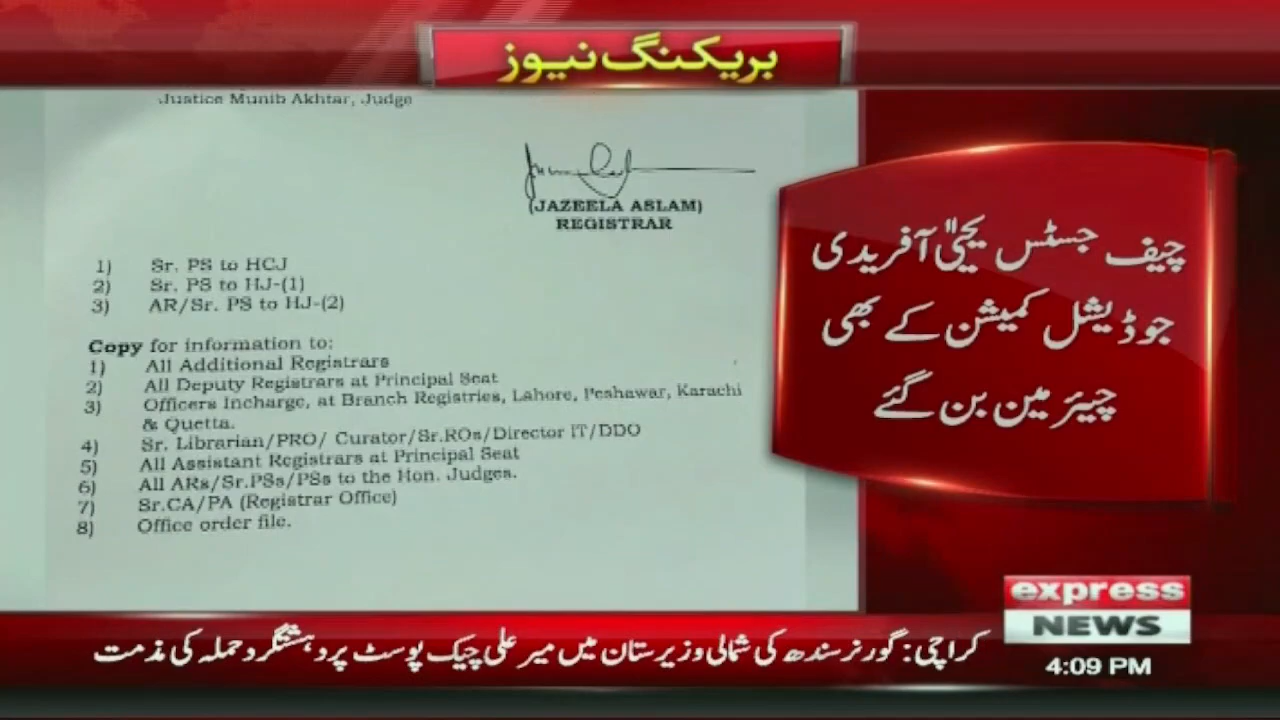 بریکنگ نیوز
Justice Munib Akhtar, Judge
(JAZEELA ASLAM)
REGISTRAR
1) Sr. PS to HCJ
2) Sr. PS to HJ-(1)
3) AR/Sr. PS to HJ-(2)
Copy for information to:
1) All Additional Registrars
2) All Deputy Registrars at Principal Seat
3) Officers Incharge, at Branch Registries, Lahore, Peshawar, Karachi
& Quetta.
4) Sr. Librarian/PRO/ Curator/Sr.ROs/Director IT/DDO
5) All Assistant Registrars at Principal Seat
6) All ARs/Sr.PSs/PSs to the Hon. Judges.
7) Sr.CA/PA (Registrar Office)
8) Office order file.
چیف جسٹس یحییٰ آفریدی
جوڈیشل کمیشن کے بھی
چیئرمین بن گئے
express
NEWS
4:09 PM
کراچی: گورنر سندھ کی شمالی وزیرستان میں میر علی چیک پوسٹ پر دہشتگرد حملہ کی مذمت